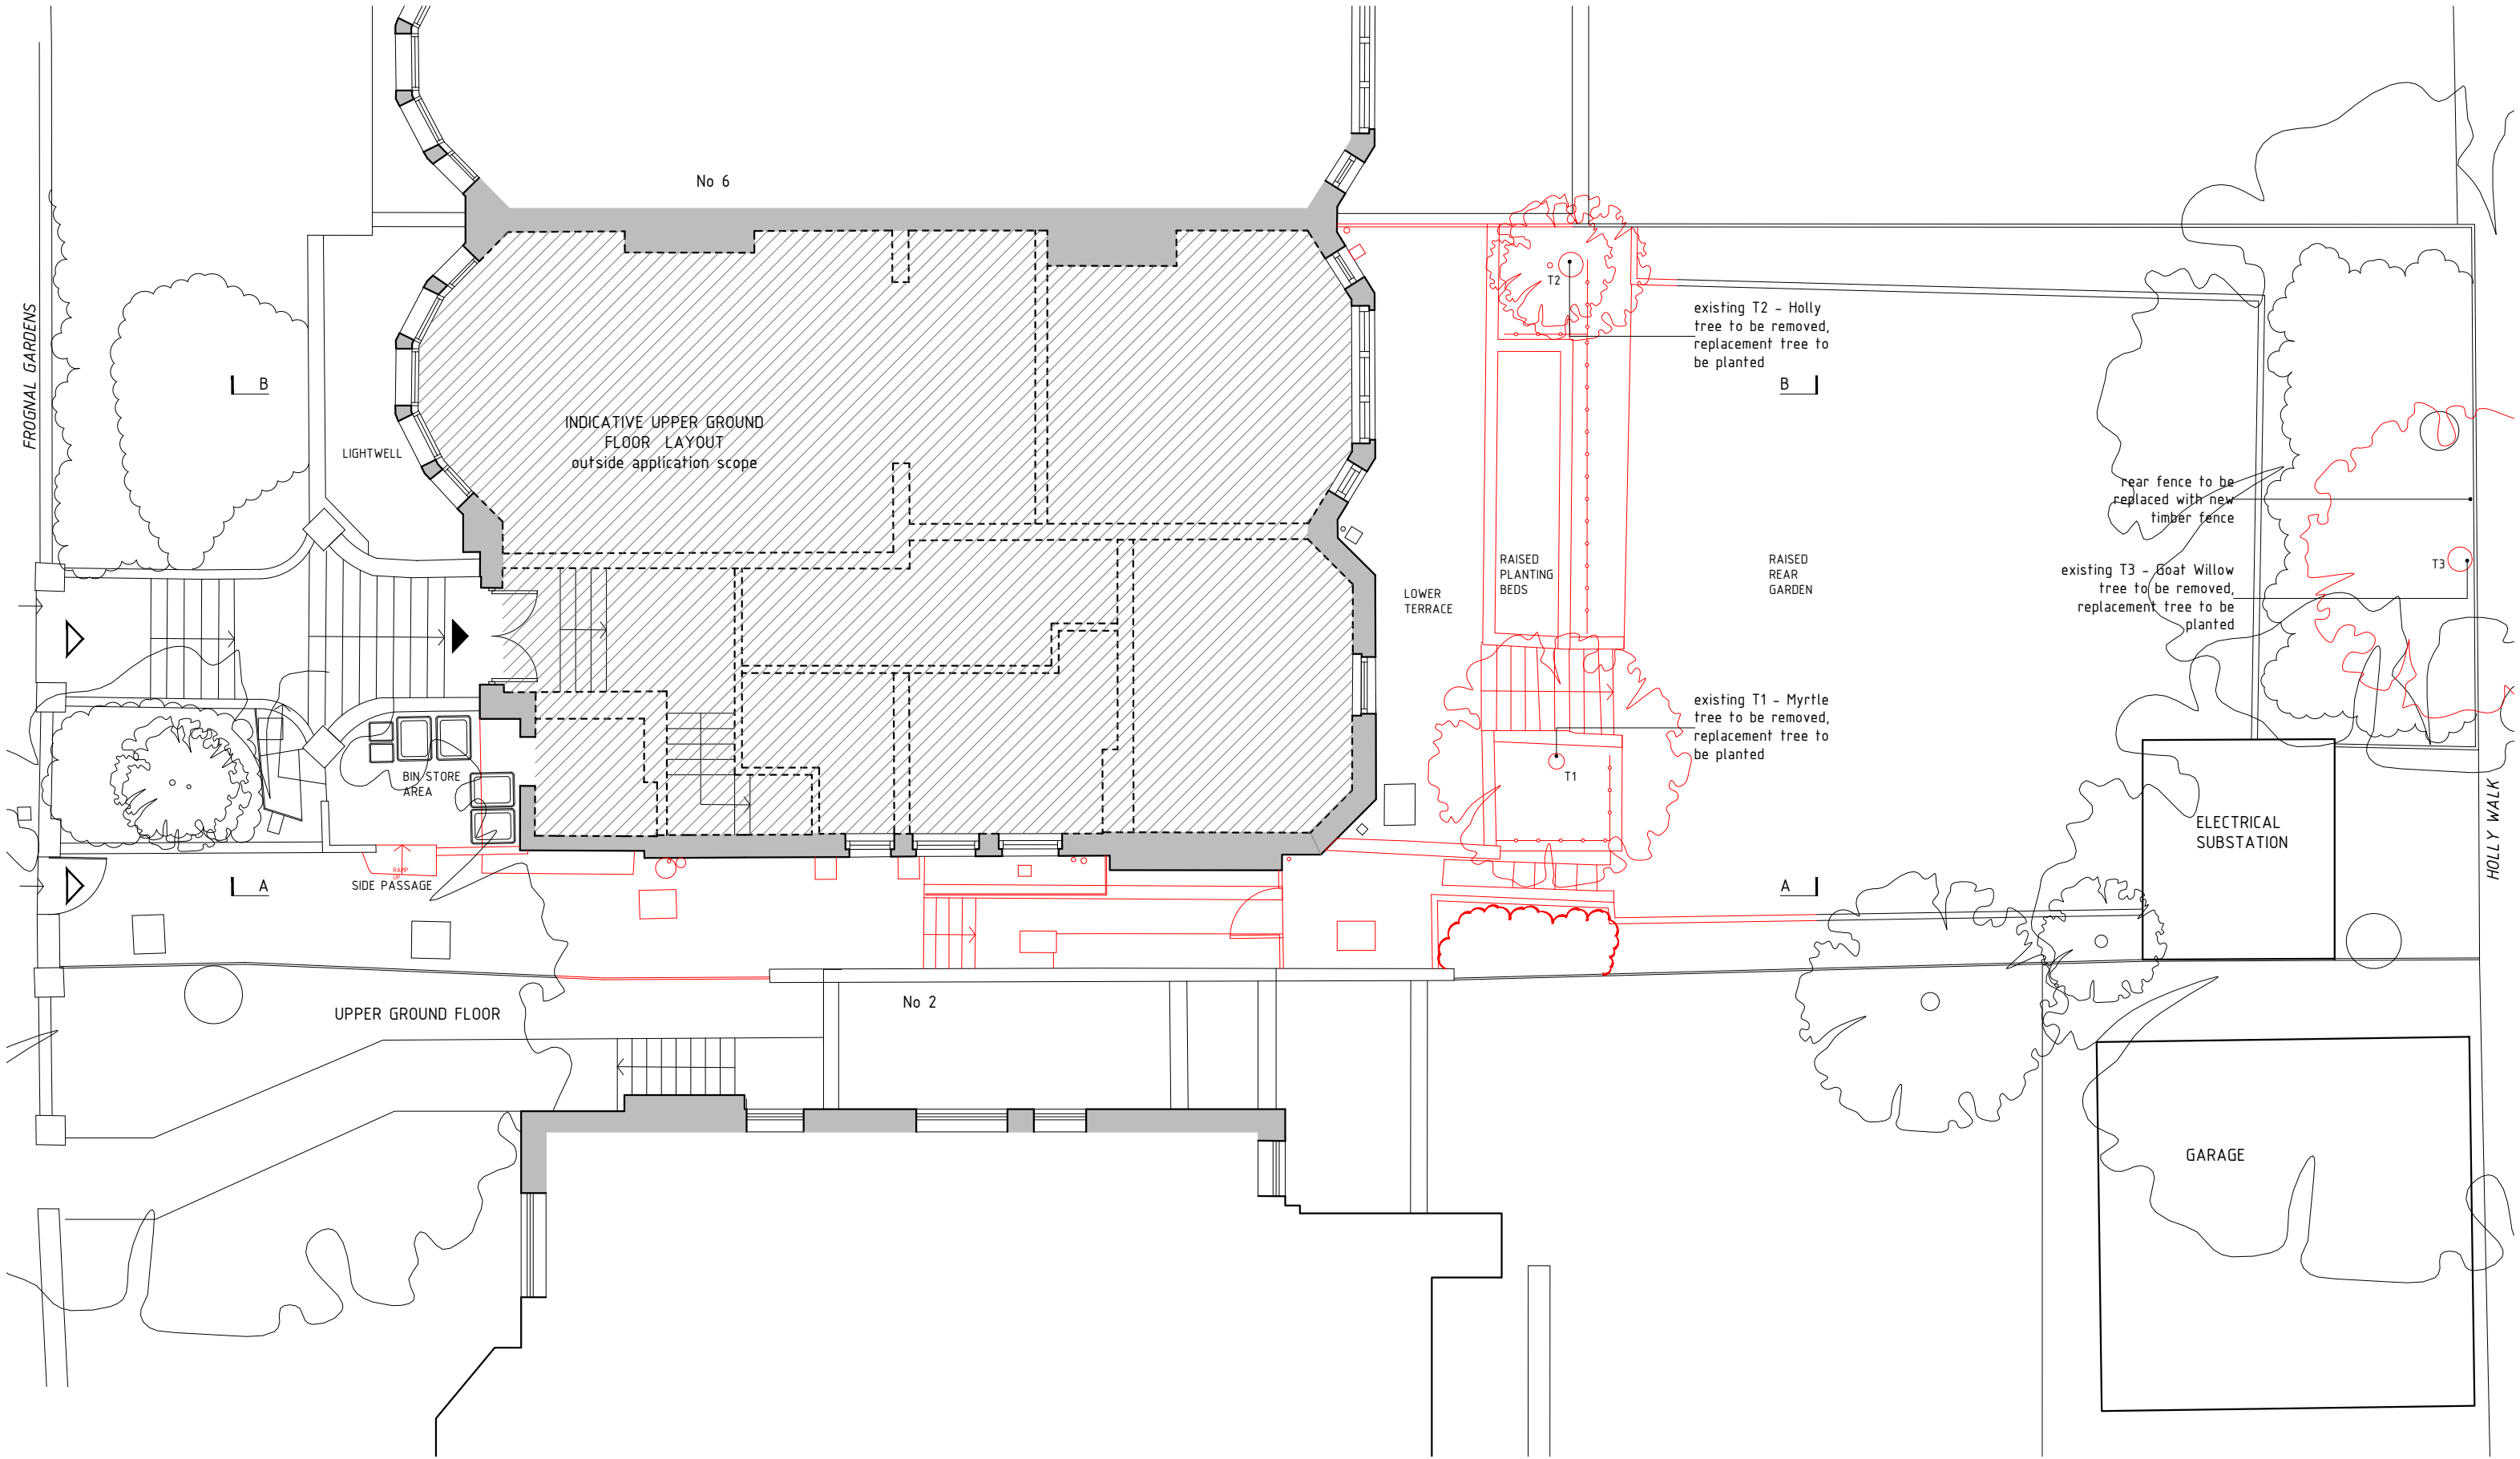 No 6
FROGNAL GARDENS
B
LIGHTWELL
INDICATIVE UPPER GROUND
FLOOR LAYOUT
outside application scope
T2
existing T2 - Holly
tree to be removed,
replacement tree to
be planted
B
rear fence to be
replaced with new
timber fence
T3
existing T3 - Goat Willow
tree to be removed,
replacement tree to be
planted
RAISED
PLANTING
BEDS
RAISED
REAR
GARDEN
LOWER
TERRACE
existing T1 - Myrtle
tree to be removed,
replacement tree to
be planted
T1
BIN STORE
AREA
ELECTRICAL
SUBSTATION
HOLLY WALK
RAMP
UP
SIDE PASSAGE
A
A
No 2
UPPER GROUND FLOOR
GARAGE